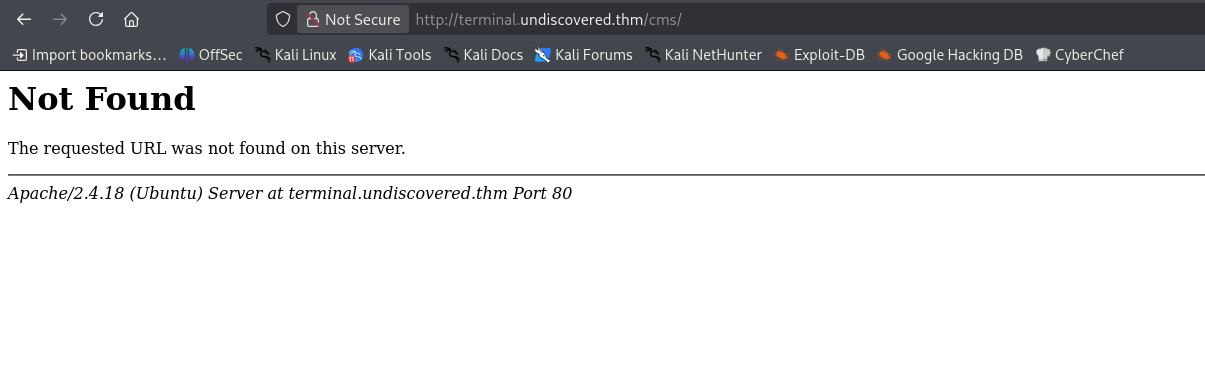 Not Secure http://terminal.undiscovered.thm/cms/
Import bookmarks... OffSec Kali Linux Kali Tools Kali Docs Kali Forums Kali NetHunter Exploit-DB Google Hacking DB CyberChef
Not Found
The requested URL was not found on this server.
Apache/2.4.18 (Ubuntu) Server at terminal.undiscovered.thm Port 80